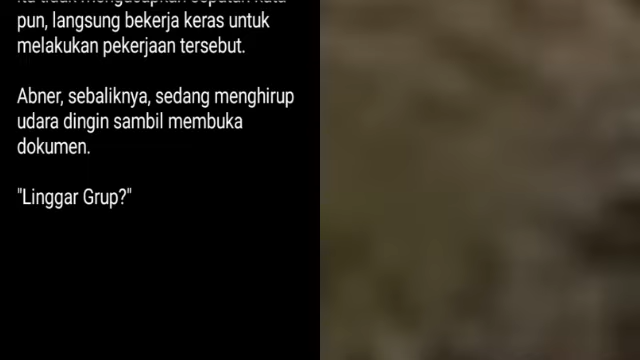 pun, langsung bekerja keras untuk
melakukan pekerjaan tersebut.
Abner, sebaliknya, sedang menghirup
udara dingin sambil membuka
dokumen.
"Linggar Grup?"